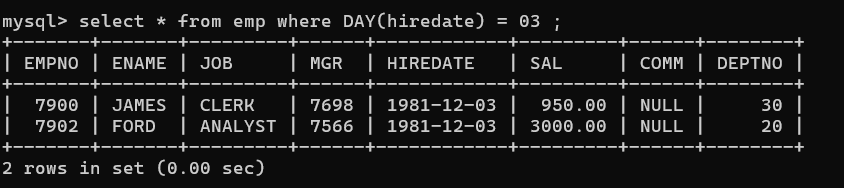 mysql> select * from emp where DAY(hiredate) = 03 ;
+-------+-------+---------+------+------------+---------+------+--------+
| EMPNO | ENAME | JOB     | MGR  | HIREDATE   | SAL     | COMM | DEPTNO |
+-------+-------+---------+------+------------+---------+------+--------+
|  7900 | JAMES | CLERK   | 7698 | 1981-12-03 |  950.00 | NULL |     30 |
|  7902 | FORD  | ANALYST | 7566 | 1981-12-03 | 3000.00 | NULL |     20 |
+-------+-------+---------+------+------------+---------+------+--------+
2 rows in set (0.00 sec)